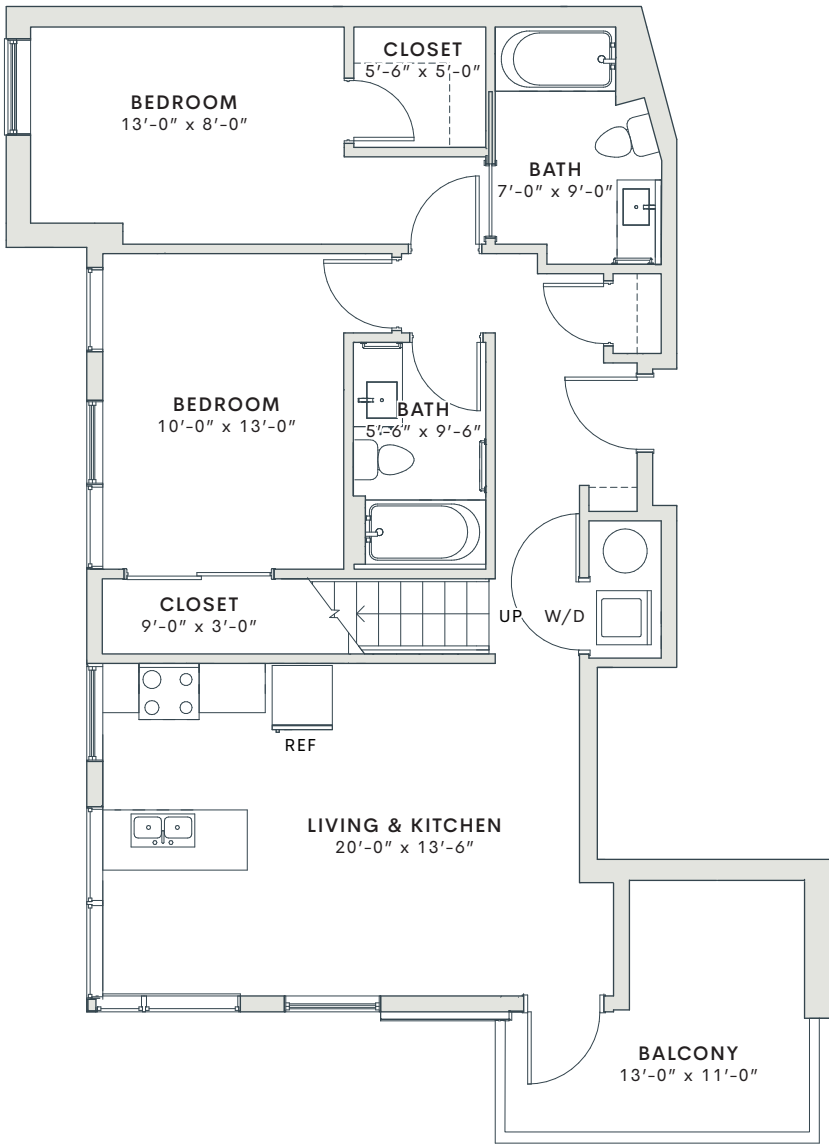 CLOSET
5'-6" x 5'-0"
BEDROOM
13'-0" x 8'-0"
BATH
7'-0" x 9'-0"
BEDROOM
10'-0" x 13'-0"
BATH
5'-6" x 9'-6"
CLOSET
9'-0" x 3'-0"
UP
W/D
REF
LIVING & KITCHEN
20'-0" x 13'-6"
BALCONY
13'-0" x 11'-0"